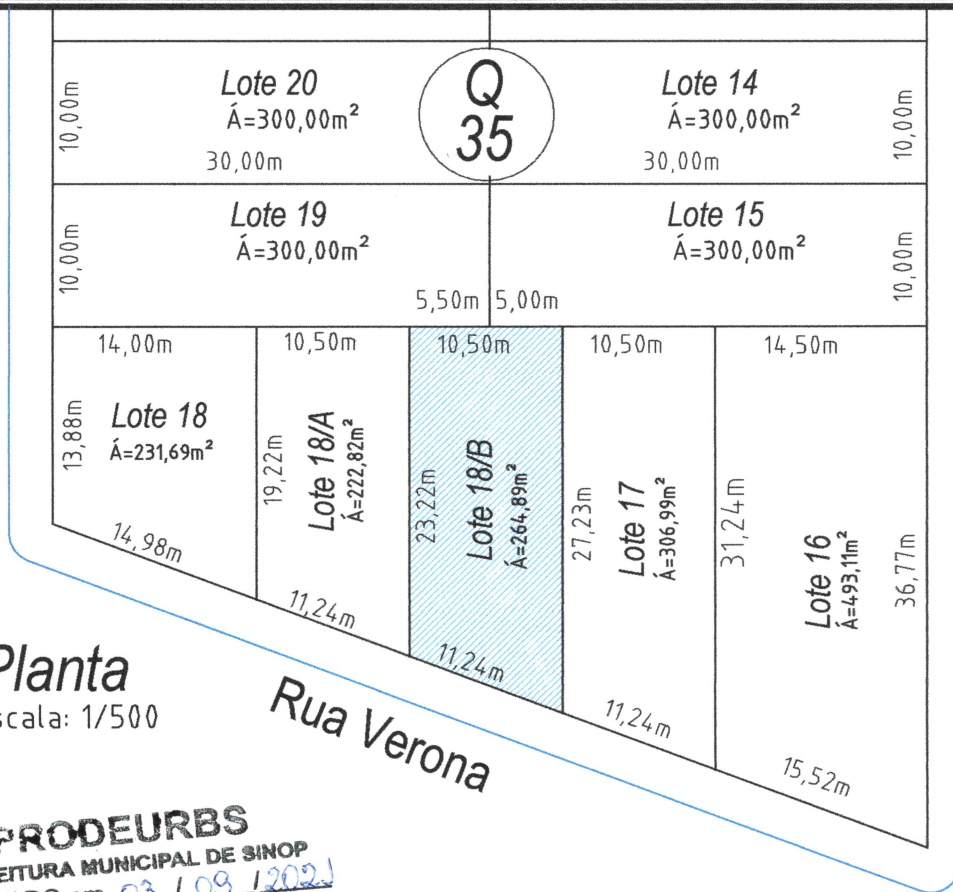 Lote 20
Á=300,00m²
10,00m
30,00m
Q
35
Lote 14
Á=300,00m²
30,00m
10,00m
Lote 19
Á=300,00m²
10,00m
5,50m
5,00m
Lote 15
Á=300,00m²
10,00m
14,00m
10,50m
10,50m
10,50m
14,50m
13,88m
Lote 18
Á=231,69m²
14,98m
19,22m
Lote 18/A
Á=222,82m²
11,24m
23,22m
Lote 18/B
Á=264,89m²
11,24m
27,23m
Lote 17
Á=306,99m²
11,24m
31,24m
Lote 16
Á=493,11m²
36,77m
15,52m
Planta
scala: 1/500
Rua Verona
PRODEURBS
EITURA MUNICIPAL DE SINOP
em 03 / 09 / 2021